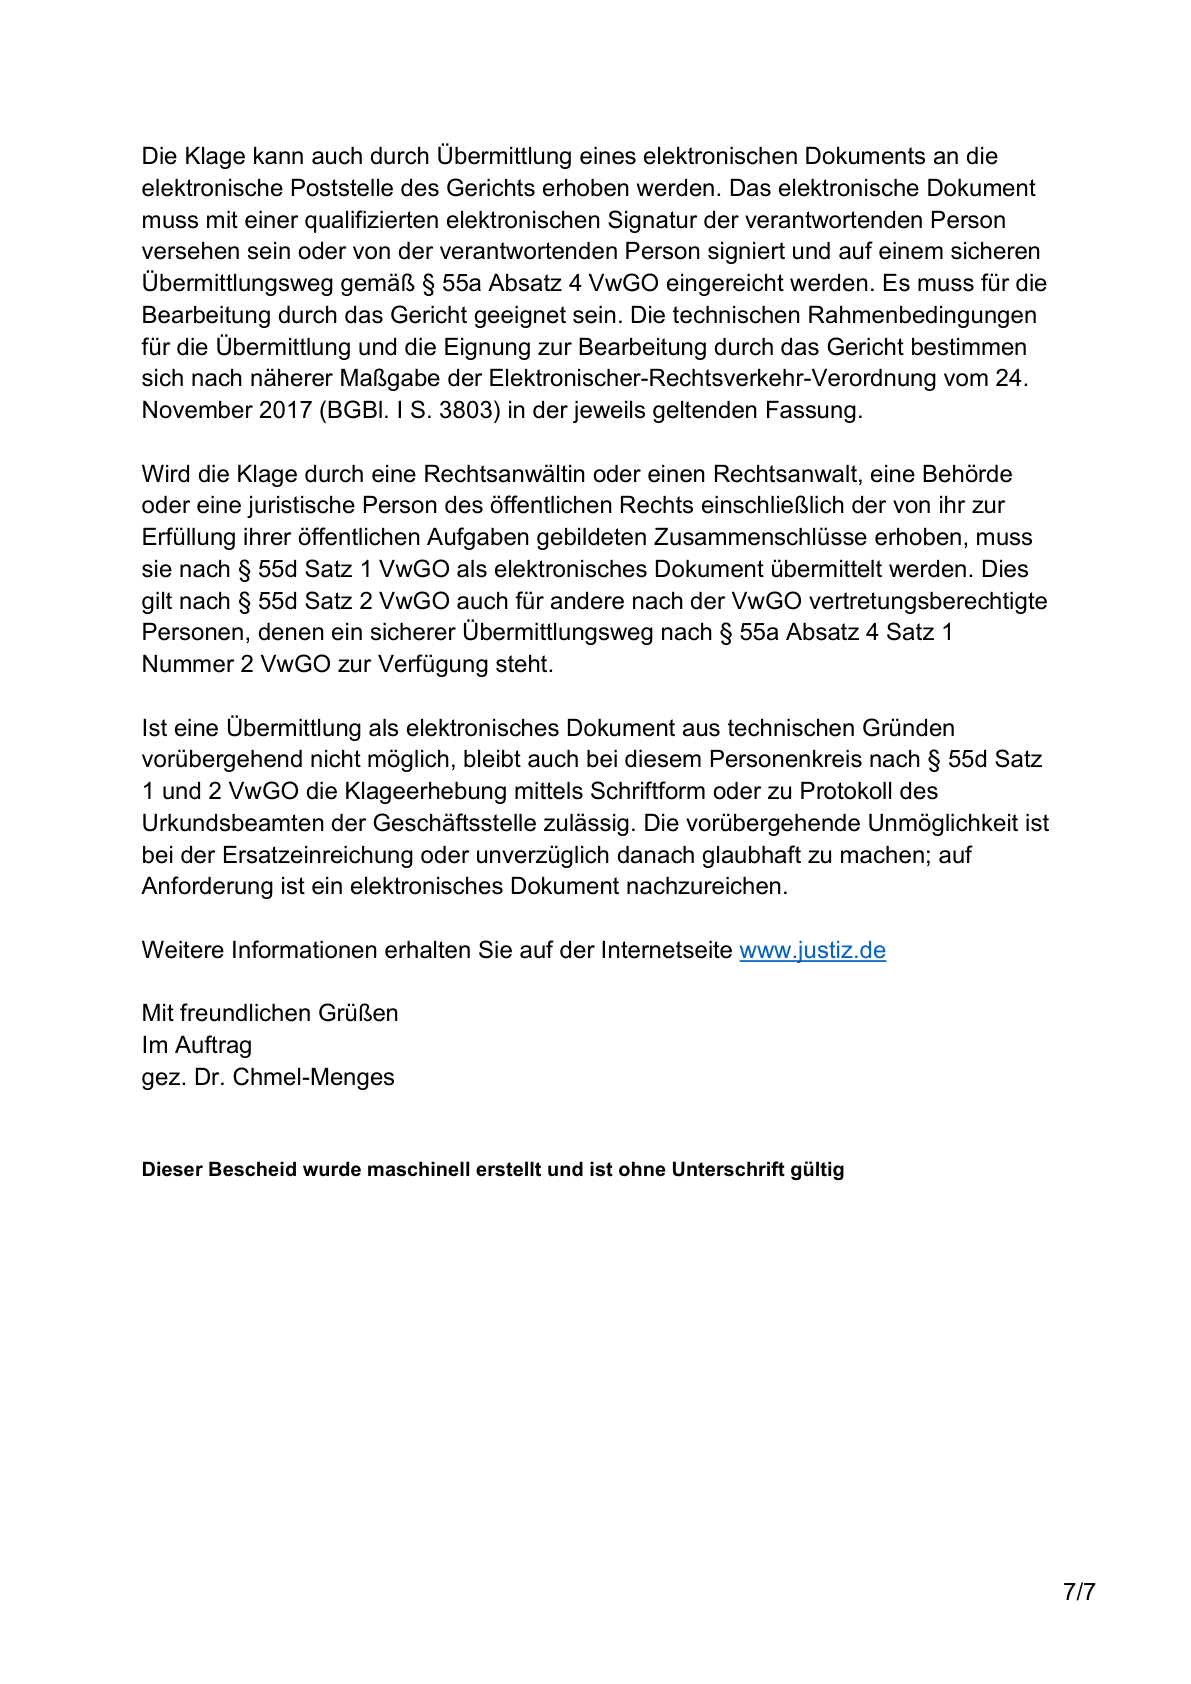 Die Klage kann auch durch Übermittlung eines elektronischen Dokuments an die
elektronische Poststelle des Gerichts erhoben werden. Das elektronische Dokument
muss mit einer qualifizierten elektronischen Signatur der verantwortenden Person
versehen sein oder von der verantwortenden Person signiert und auf einem sicheren
Übermittlungsweg gemäß § 55a Absatz 4 VwGO eingereicht werden. Es muss für die
Bearbeitung durch das Gericht geeignet sein. Die technischen Rahmenbedingungen
für die Übermittlung und die Eignung zur Bearbeitung durch das Gericht bestimmen
sich nach näherer Maßgabe der Elektronischer-Rechtsverkehr-Verordnung vom 24.
November 2017 (BGBl. I S. 3803) in der jeweils geltenden Fassung.
Wird die Klage durch eine Rechtsanwältin oder einen Rechtsanwalt, eine Behörde
oder eine juristische Person des öffentlichen Rechts einschließlich der von ihr zur
Erfüllung ihrer öffentlichen Aufgaben gebildeten Zusammenschlüsse erhoben, muss
sie nach § 55d Satz 1 VwGO als elektronisches Dokument übermittelt werden. Dies
gilt nach § 55d Satz 2 VwGO auch für andere nach der VwGO vertretungsberechtigte
Personen, denen ein sicherer Übermittlungsweg nach § 55a Absatz 4 Satz 1
Nummer 2 VwGO zur Verfügung steht.
Ist eine Übermittlung als elektronisches Dokument aus technischen Gründen
vorübergehend nicht möglich, bleibt auch bei diesem Personenkreis nach § 55d Satz
1 und 2 VwGO die Klageerhebung mittels Schriftform oder zu Protokoll des
Urkundsbeamten der Geschäftsstelle zulässig. Die vorübergehende Unmöglichkeit ist
bei der Ersatzeinreichung oder unverzüglich danach glaubhaft zu machen; auf
Anforderung ist ein elektronisches Dokument nachzureichen.
Weitere Informationen erhalten Sie auf der Internetseite www.justiz.de
Mit freundlichen Grüßen
Im Auftrag
gez. Dr. Chmel-Menges
Dieser Bescheid wurde maschinell erstellt und ist ohne Unterschrift gültig
7/7